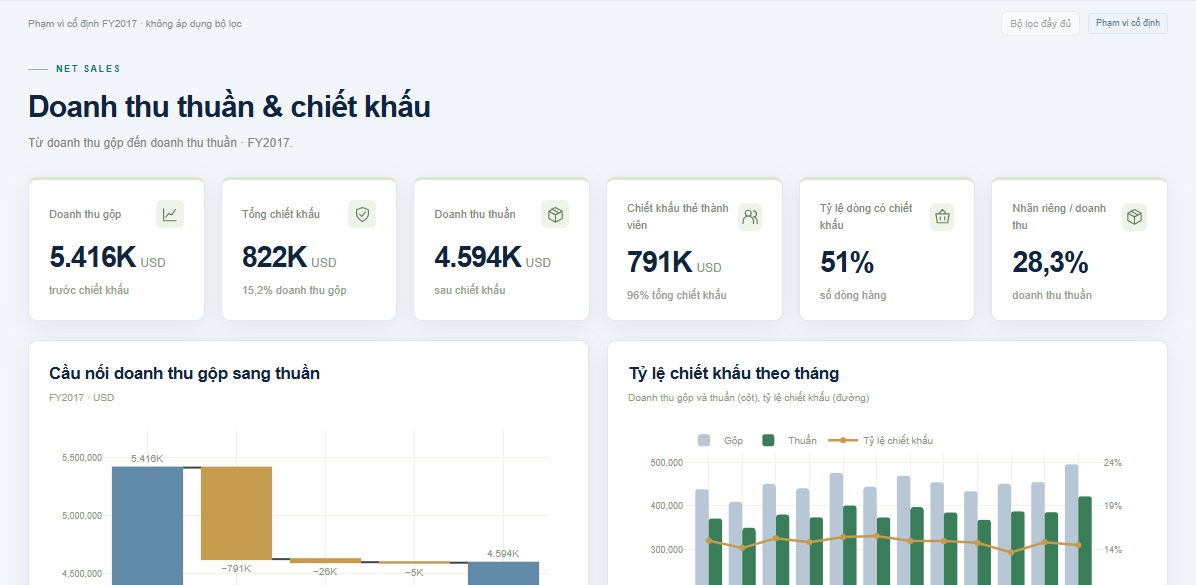 Phạm vi cố định FY2017 · không áp dụng bộ lọc
Bộ lọc đầy đủ
Phạm vi cố định
NET SALES
Doanh thu thuần & chiết khấu
Từ doanh thu gộp đến doanh thu thuần · FY2017.
Doanh thu gộp
5.416K USD
trước chiết khấu
Tổng chiết khấu
822K USD
15,2% doanh thu gộp
Doanh thu thuần
4.594K USD
sau chiết khấu
Chiết khấu thẻ thành
viên
791K USD
96% tổng chiết khấu
Tỷ lệ dòng có chiết
khấu
51%
số dòng hàng
Nhãn riêng / doanh
thu
28,3%
doanh thu thuần
Cầu nối doanh thu gộp sang thuần
FY2017 · USD
5,500,000
5,000,000
4,500,000
5.416K
−791K
−26K
−5K
4.594K
Tỷ lệ chiết khấu theo tháng
Doanh thu gộp và thuần (cột), tỷ lệ chiết khấu (đường)
Gộp
Thuần
Tỷ lệ chiết khấu
500,000
400,000
300,000
24%
19%
14%